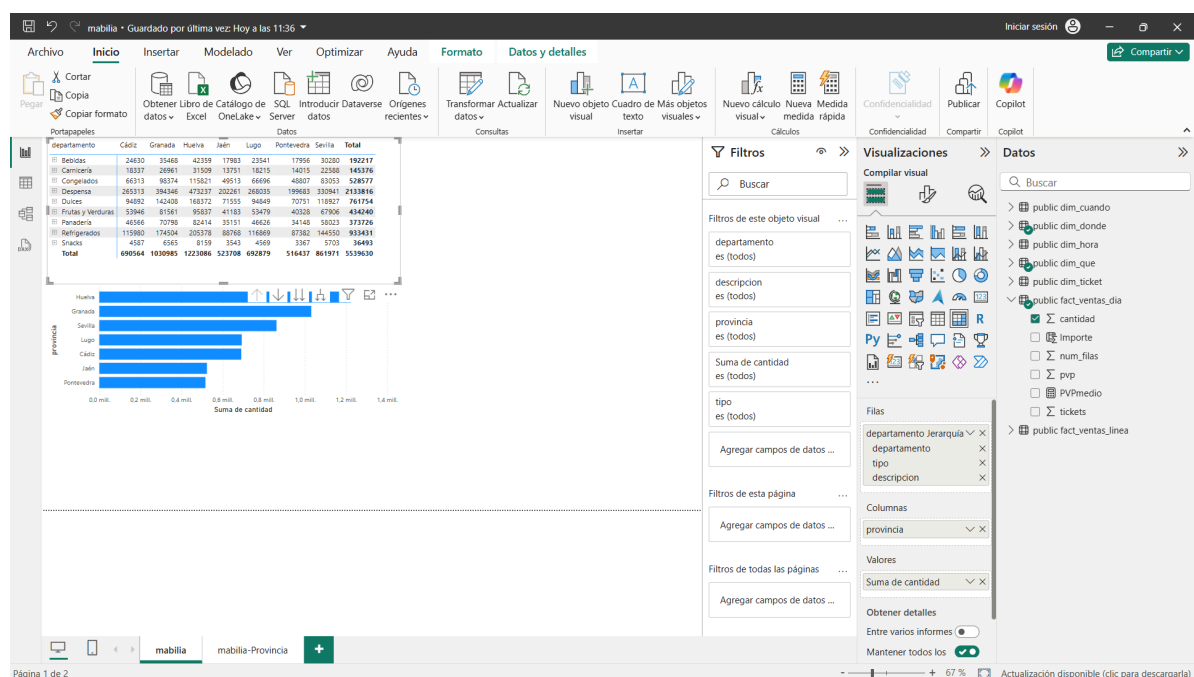 mabilia • Guardado por última vez: Hoy a las 11:36
Iniciar sesión
Archivo Inicio Insertar Modelado Ver Optimizar Ayuda Formato Datos y detalles
Compartir
Pegar
Cortar
Copia
Copiar formato
Portapapeles
Obtener datos
Libro de Excel
Catálogo de OneLake
SQL Server
Introducir datos
Dataverse
Orígenes recientes
Datos
Transformar datos
Actualizar
Consultas
Nuevo objeto visual
Cuadro de texto
Más objetos visuales
Insertar
Nuevo cálculo visual
Nueva medida
Medida rápida
Cálculos
Confidencialidad
Confidencialidad
Publicar
Compartir
Copilot
Copilot
departamento Cádiz Granada Huelva Jaén Lugo Pontevedra Sevilla Total
Bebidas 24630 35468 42359 17983 23541 17956 30280 192217
Carnicería 18337 26961 31509 13751 18215 14015 22588 145376
Congelados 66313 98374 115821 49513 66696 48807 83053 528577
Despensa 265313 394346 473237 202261 268035 199683 330941 2133816
Dulces 94892 142408 168372 71555 94849 70751 118927 761754
Frutas y Verduras 53946 81561 95837 41183 53479 40328 67906 434240
Panadería 46566 70798 82414 35151 46626 34148 58023 373726
Refrigerados 115980 174504 205378 88768 116869 87382 144550 933431
Snacks 4587 6565 8159 3543 4569 3367 5703 36493
Total 690564 1030985 1223086 523708 692879 516437 861971 5539630
provincia
Huelva
Granada
Sevilla
Lugo
Cádiz
Jaén
Pontevedra
0,0 mill. 0,2 mill. 0,4 mill. 0,6 mill. 0,8 mill. 1,0 mill. 1,2 mill. 1,4 mill.
Suma de cantidad
Filtros
Buscar
Filtros de este objeto visual
departamento
es (todos)
descripcion
es (todos)
provincia
es (todos)
Suma de cantidad
es (todos)
tipo
es (todos)
Agregar campos de datos ...
Filtros de esta página
Agregar campos de datos ...
Filtros de todas las páginas
Agregar campos de datos ...
Visualizaciones
Compilar visual
123
R
Py
...
Filas
departamento Jerarquía
departamento
tipo
descripcion
Columnas
provincia
Valores
Suma de cantidad
Obtener detalles
Entre varios informes
Mantener todos los
Datos
Buscar
public dim_cuando
public dim_donde
public dim_hora
public dim_que
public dim_ticket
public fact_ventas_dia
cantidad
Importe
num_filas
pvp
PVPmedio
tickets
public fact_ventas_linea
mabilia mabilia-Provincia +
Página 1 de 2
- + 67 %
Actualización disponible (clic para descargarla)